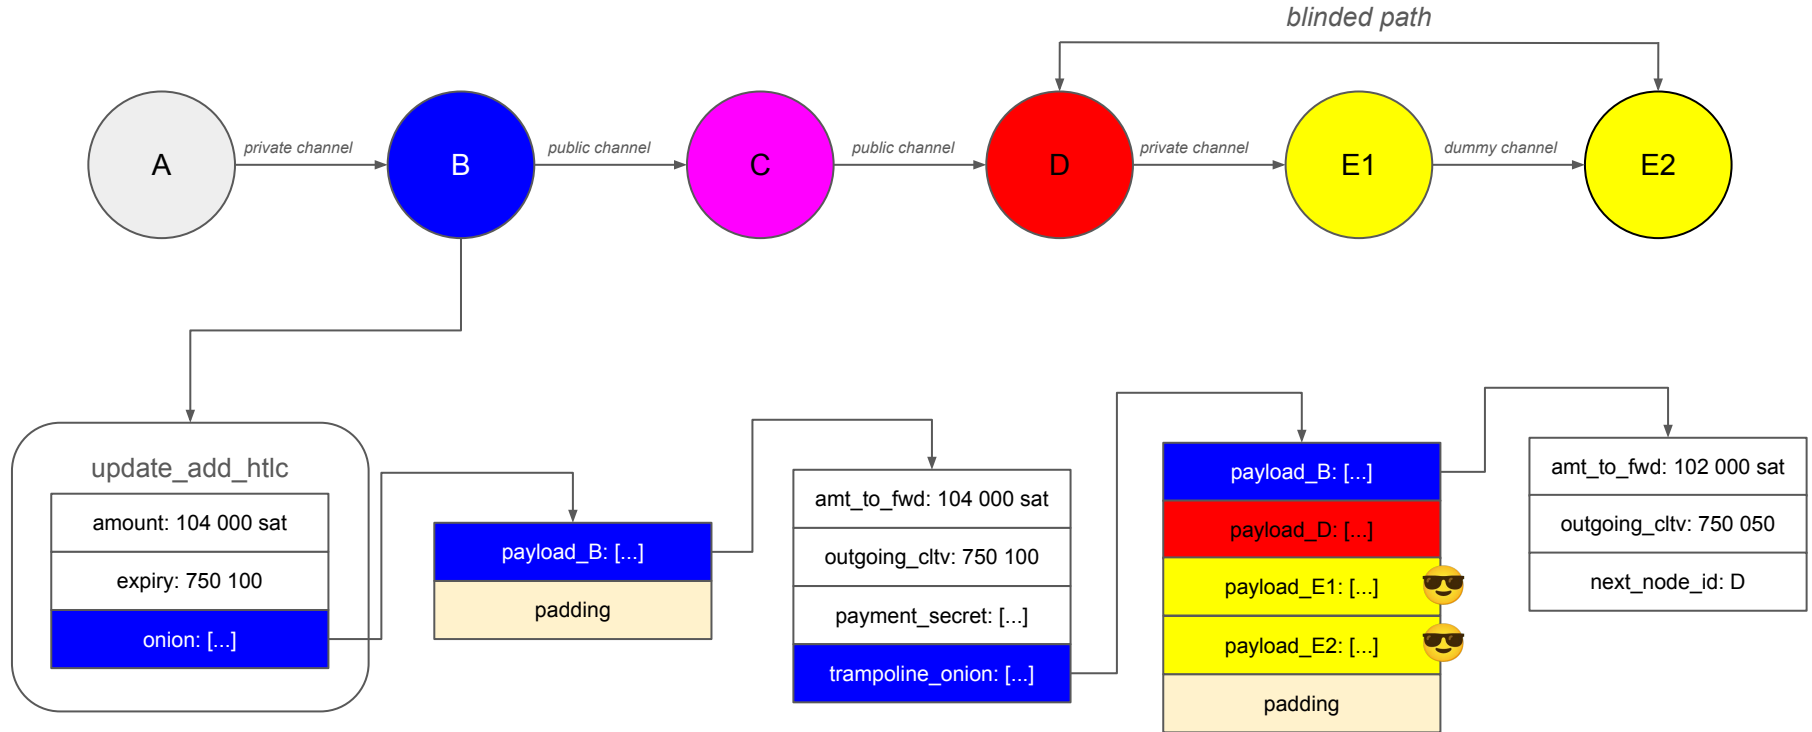 blinded path
A
private channel
B
public channel
C
public channel
D
private channel
E1
dummy channel
E2
update_add_htlc
amount: 104 000 sat
expiry: 750 100
onion: [...]
payload_B: [...]
padding
amt_to_fwd: 104 000 sat
outgoing_cltv: 750 100
payment_secret: [...]
trampoline_onion: [...]
payload_B: [...]
payload_D: [...]
payload_E1: [...]
payload_E2: [...]
padding
amt_to_fwd: 102 000 sat
outgoing_cltv: 750 050
next_node_id: D